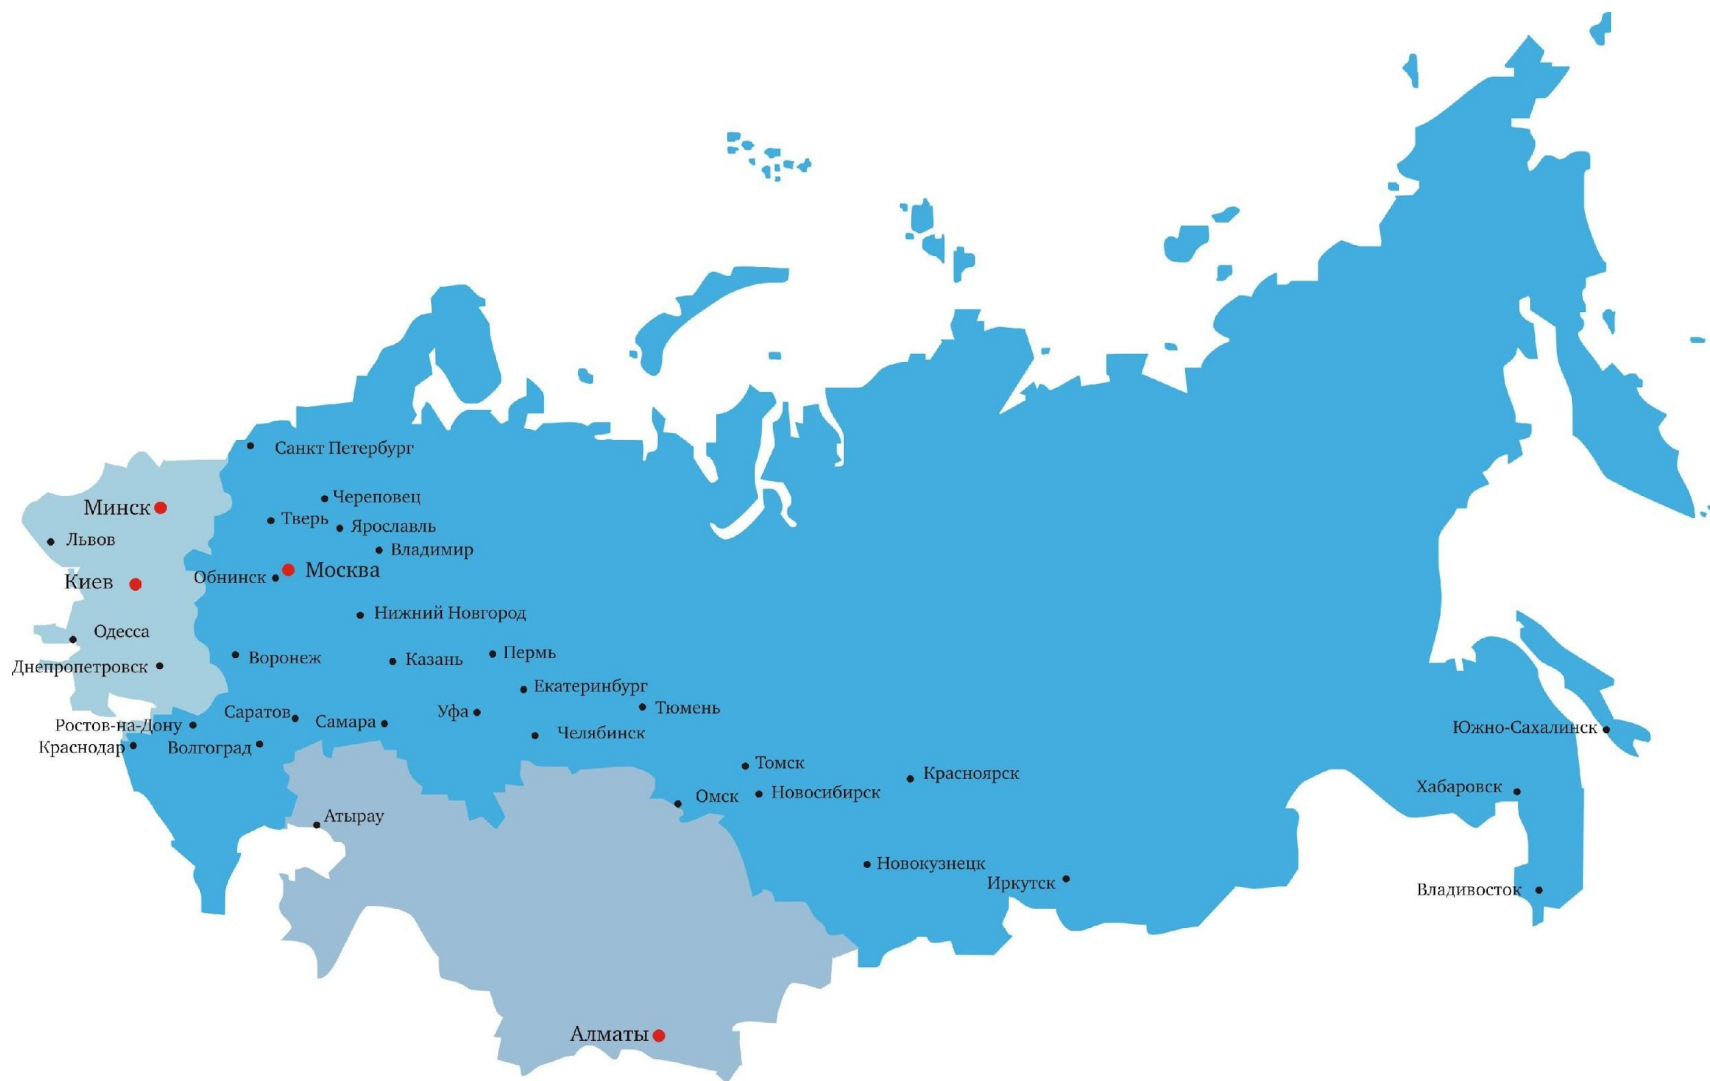 Санкт Петербург
Череповец
Минск
Тверь
Ярославль
Львов
Владимир
Москва
Обнинск
Киев
Нижний Новгород
Одесса
Пермь
Воронеж
Казань
Днепропетровск
Екатеринбург
Тюмень
Саратов
Уфа
Самара
Ростов-на-Дону
Южно-Сахалинск
Челябинск
Краснодар
Волгоград
Томск
Красноярск
Хабаровск
Новосибирск
Омск
Атырау
Новокузнецк
Иркутск
Владивосток
Алматы